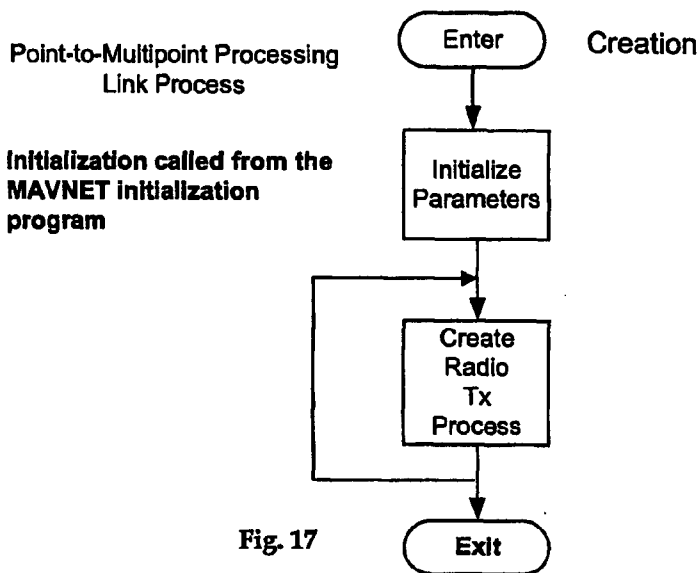 Point-to-Multipoint Processing
Link Process
Enter
Creation
Initialization called from the
MAVNET initialization
program
Initialize
Parameters
Create
Radio
Tx
Process
Fig. 17
Exit